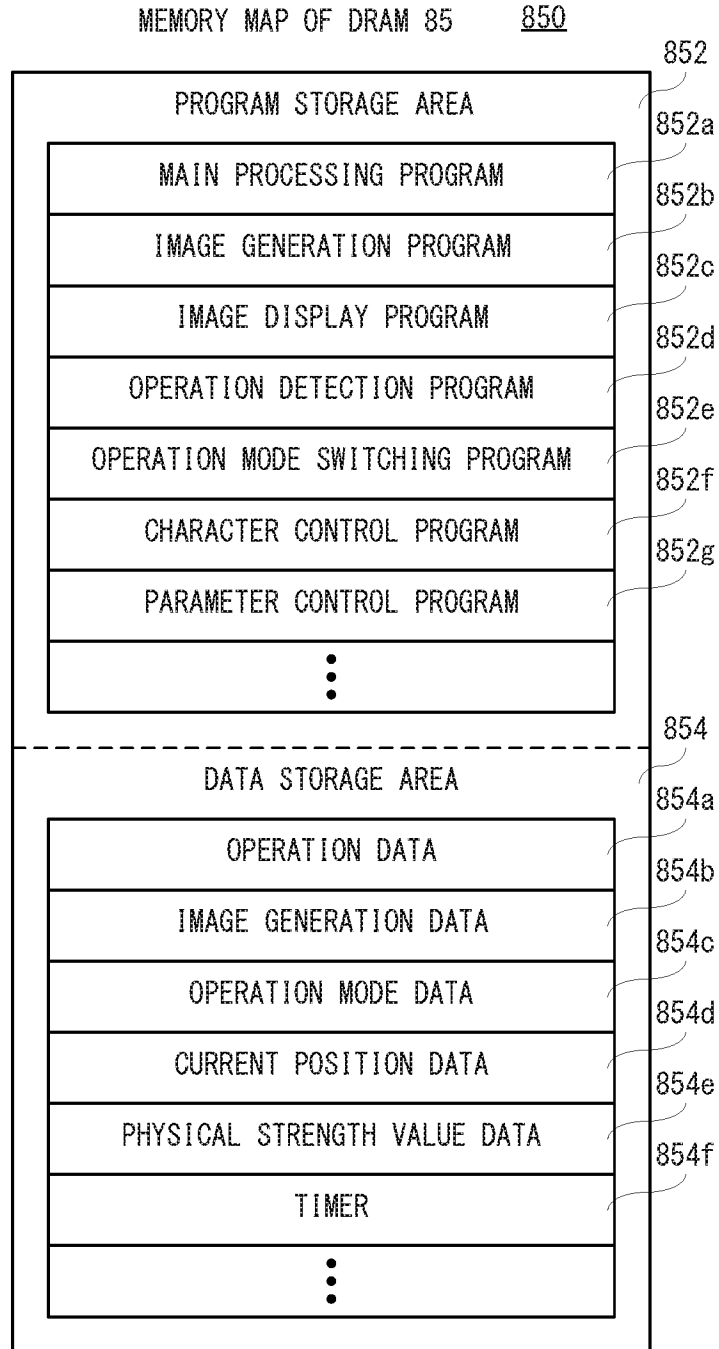 MEMORY MAP OF DRAM 85 850
852
PROGRAM STORAGE AREA
852a
MAIN PROCESSING PROGRAM
852b
IMAGE GENERATION PROGRAM
852c
IMAGE DISPLAY PROGRAM
852d
OPERATION DETECTION PROGRAM
852e
OPERATION MODE SWITCHING PROGRAM
852f
CHARACTER CONTROL PROGRAM
852g
PARAMETER CONTROL PROGRAM
854
DATA STORAGE AREA
854a
OPERATION DATA
854b
IMAGE GENERATION DATA
854c
OPERATION MODE DATA
854d
CURRENT POSITION DATA
854e
PHYSICAL STRENGTH VALUE DATA
854f
TIMER